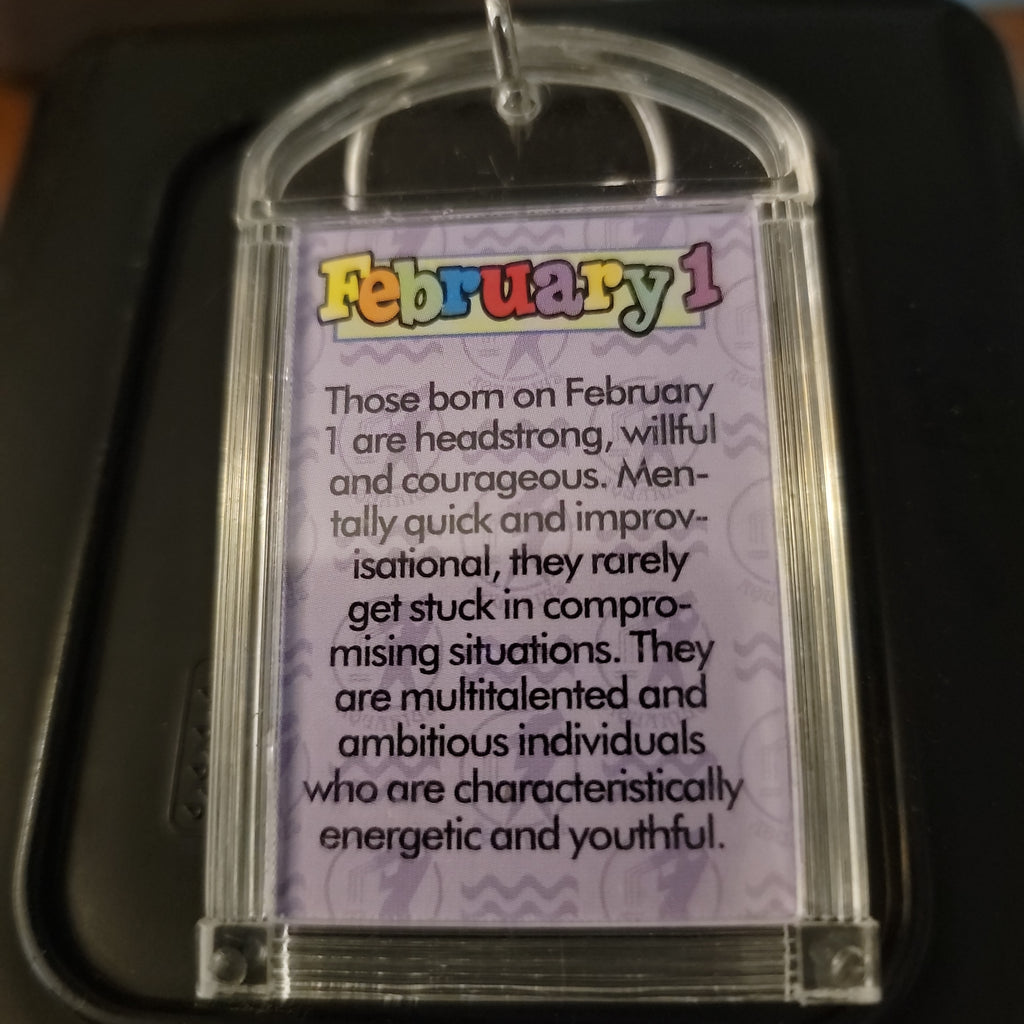 February 1
Those born on February
1 are headstrong, willful
and courageous. Men-
tally quick and improv-
isational, they rarely
get stuck in compro-
mising situations. They
are multitalented and
ambitious individuals
who are characteristically
energetic and youthful.